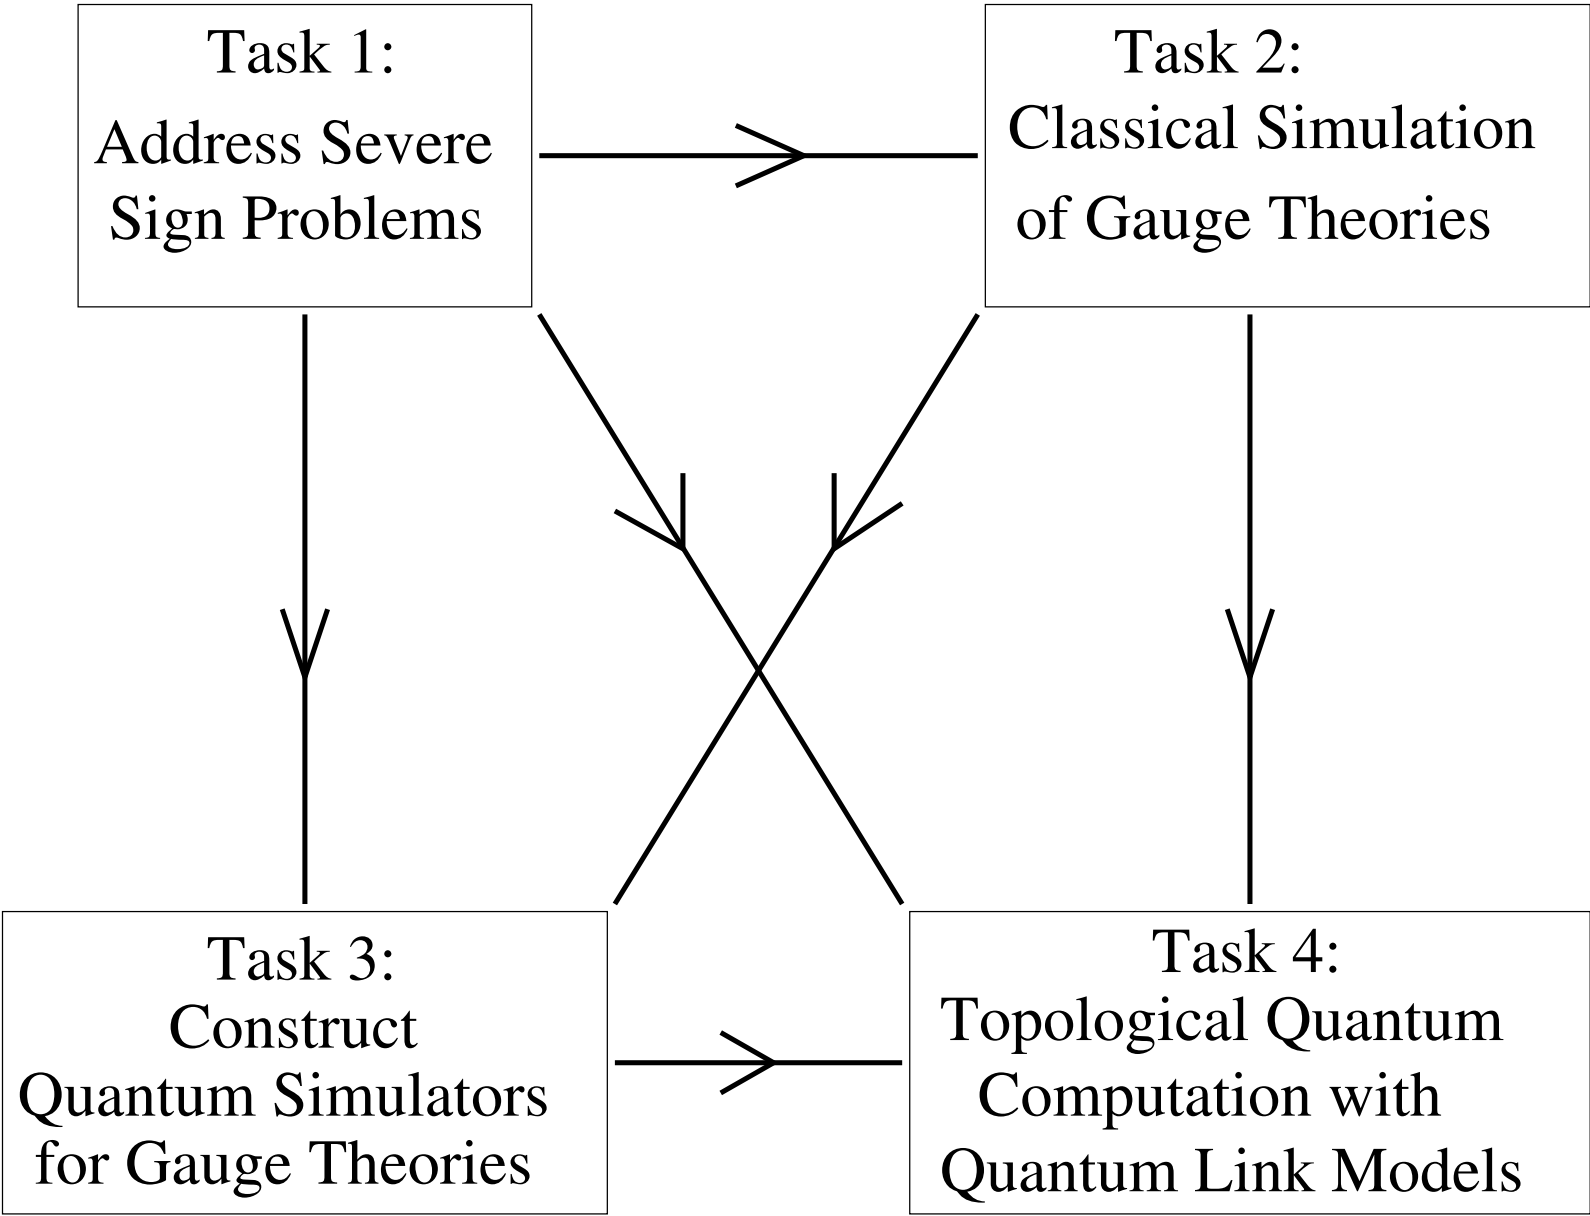 Task 1:
Address Severe
Sign Problems
Task 2:
Classical Simulation
of Gauge Theories
Task 3:
Construct
Quantum Simulators
for Gauge Theories
Task 4:
Topological Quantum
Computation with
Quantum Link Models